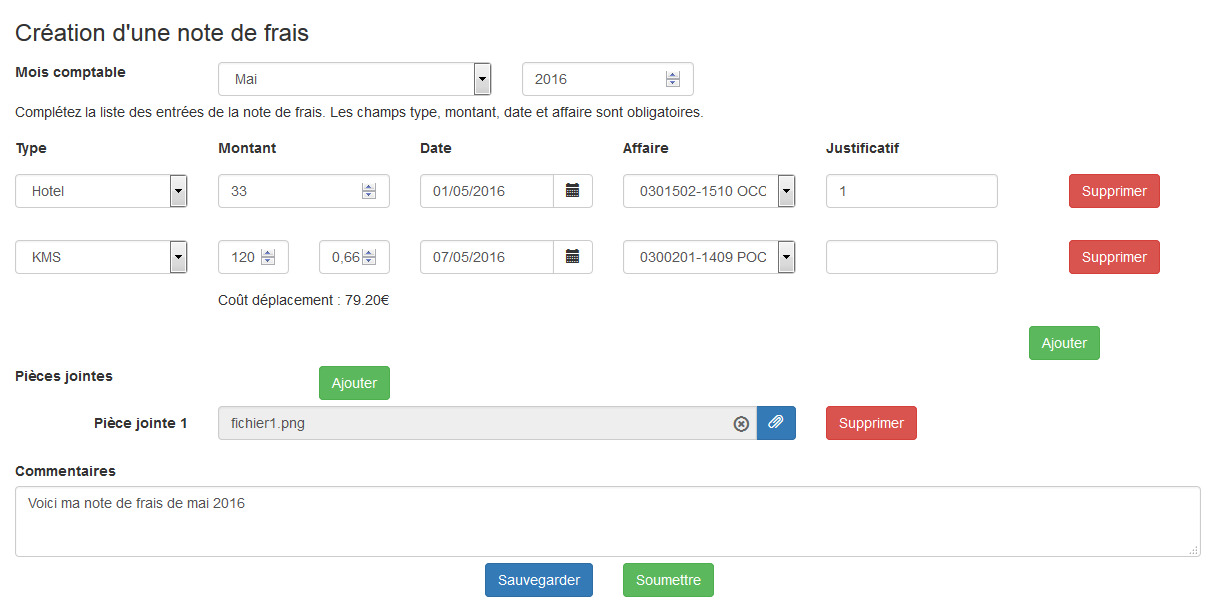 Création d'une note de frais
Mois comptable Mai 2016
Complétez la liste des entrées de la note de frais. Les champs type, montant, date et affaire sont obligatoires.
Type Montant Date Affaire Justificatif
Hotel 33 01/05/2016 0301502-1510 OCC 1 Supprimer
KMS 120 0,66 07/05/2016 0300201-1409 POC Supprimer
Coût déplacement : 79.20€
Ajouter
Pièces jointes Ajouter
Pièce jointe 1 fichier1.png Supprimer
Commentaires
Voici ma note de frais de mai 2016
Sauvegarder Soumettre